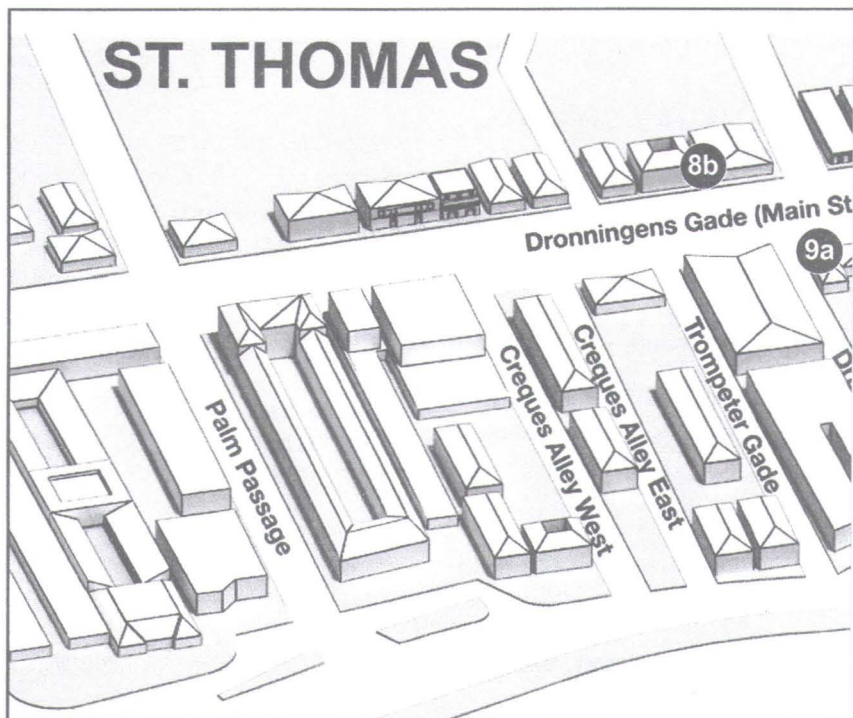 ST. THOMAS
8b
Dronningens Gade (Main St
9a
Palm Passage
Creques Alley West
Creques Alley East
Trompeter Gade